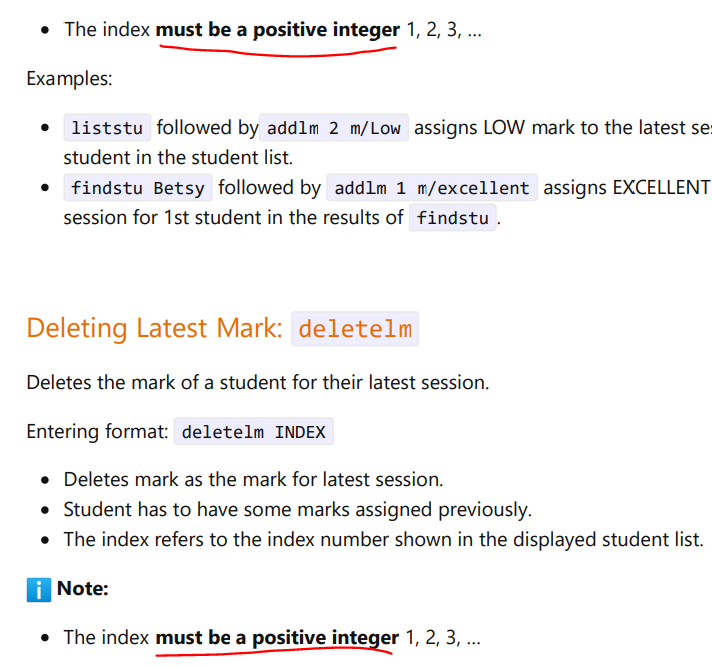 The index must be a positive integer 1, 2, 3, …
Examples:
liststu followed by addlm 2 m/Low assigns LOW mark to the latest
student in the student list.
findstu Betsy followed by addlm 1 m/excellent assigns EXCELLENT
session for 1st student in the results of findstu.
Deleting Latest Mark: deletelm
Deletes the mark of a student for their latest session.
Entering format: deletelm INDEX
Deletes mark as the mark for latest session.
Student has to have some marks assigned previously.
The index refers to the index number shown in the displayed student list.
i Note:
The index must be a positive integer 1, 2, 3, …